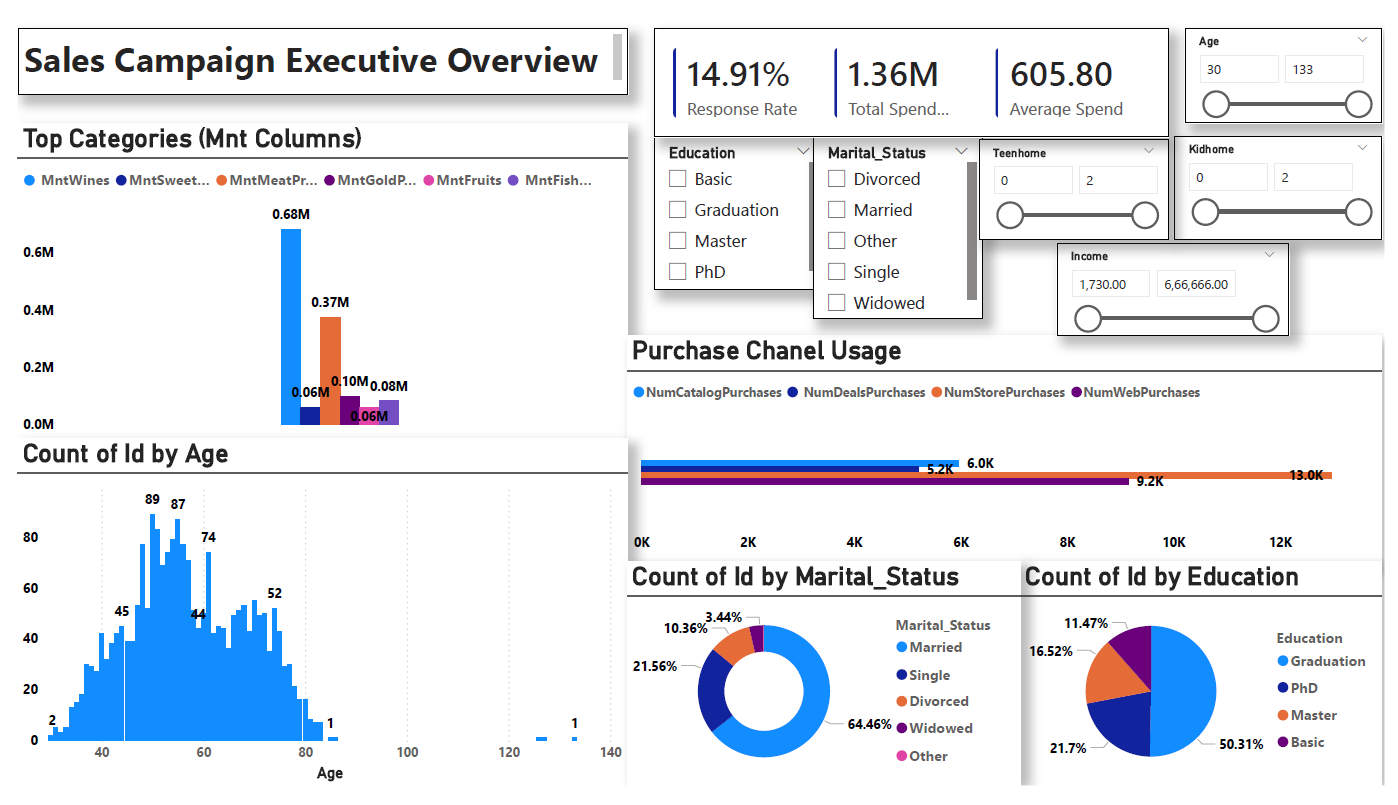 Sales Campaign Executive Overview
14.91%
Response Rate
1.36M
Total Spend...
605.80
Average Spend
Age
30
133
Education
Basic
Graduation
Master
PhD
Marital_Status
Divorced
Married
Other
Single
Widowed
Teenhome
0
2
Kidhome
0
2
Income
1,730.00
6,66,666.00
Top Categories (Mnt Columns)
MntWines MntSweet... MntMeatPr... MntGoldP... MntFruits MntFish...
0.6M
0.4M
0.2M
0.0M
0.68M
0.06M
0.37M
0.10M
0.06M
0.08M
Purchase Chanel Usage
NumCatalogPurchases NumDealsPurchases NumStorePurchases NumWebPurchases
6.0K
5.2K
13.0K
9.2K
0K 2K 4K 6K 8K 10K 12K
Count of Id by Age
80
60
40
20
0
2
45
89
87
44
74
52
1
1
40 60 80 100 120 140
Age
Count of Id by Marital_Status
3.44%
10.36%
21.56%
64.46%
Marital_Status
Married
Single
Divorced
Widowed
Other
Count of Id by Education
11.47%
16.52%
21.7%
50.31%
Education
Graduation
PhD
Master
Basic